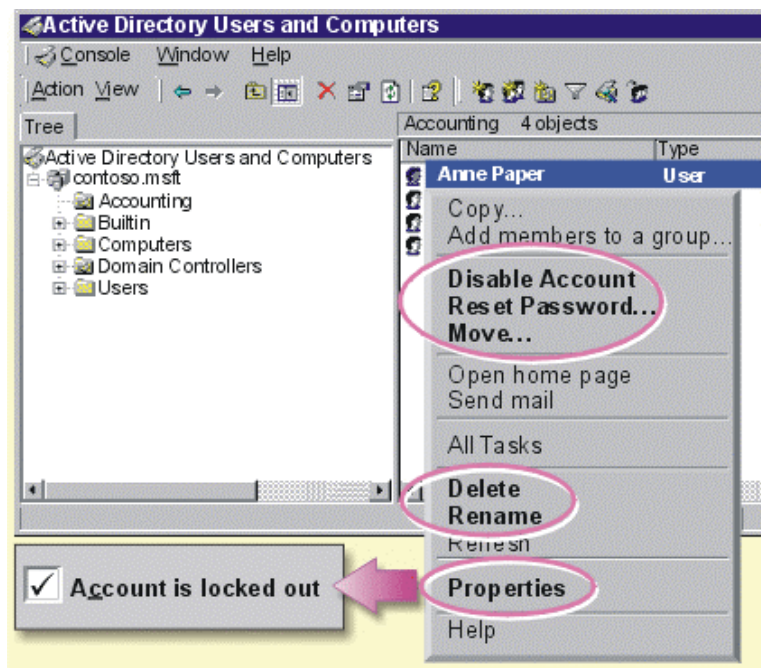 Active Directory Users and Computers
Console Window Help
Action View
Tree
Accounting 4 objects
Name Type
Active Directory Users and Computers
contoso.msft
Accounting
Builtin
Computers
Domain Controllers
Users
Anne Paper User
Copy...
Add members to a group...
Disable Account
Reset Password...
Move...
Open home page
Send mail
All Tasks
Delete
Rename
Refresh
Properties
Help
Account is locked out